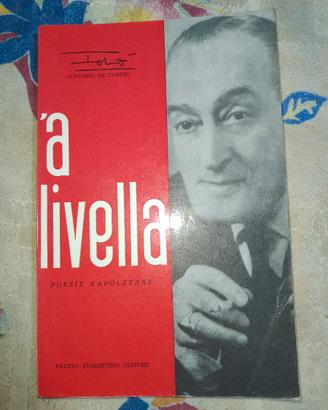 Totò
(ANTONIO DE CURTIS)
'a
livella
POESIE NAPOLETANE
FAUSTO FIORENTINO EDITORE